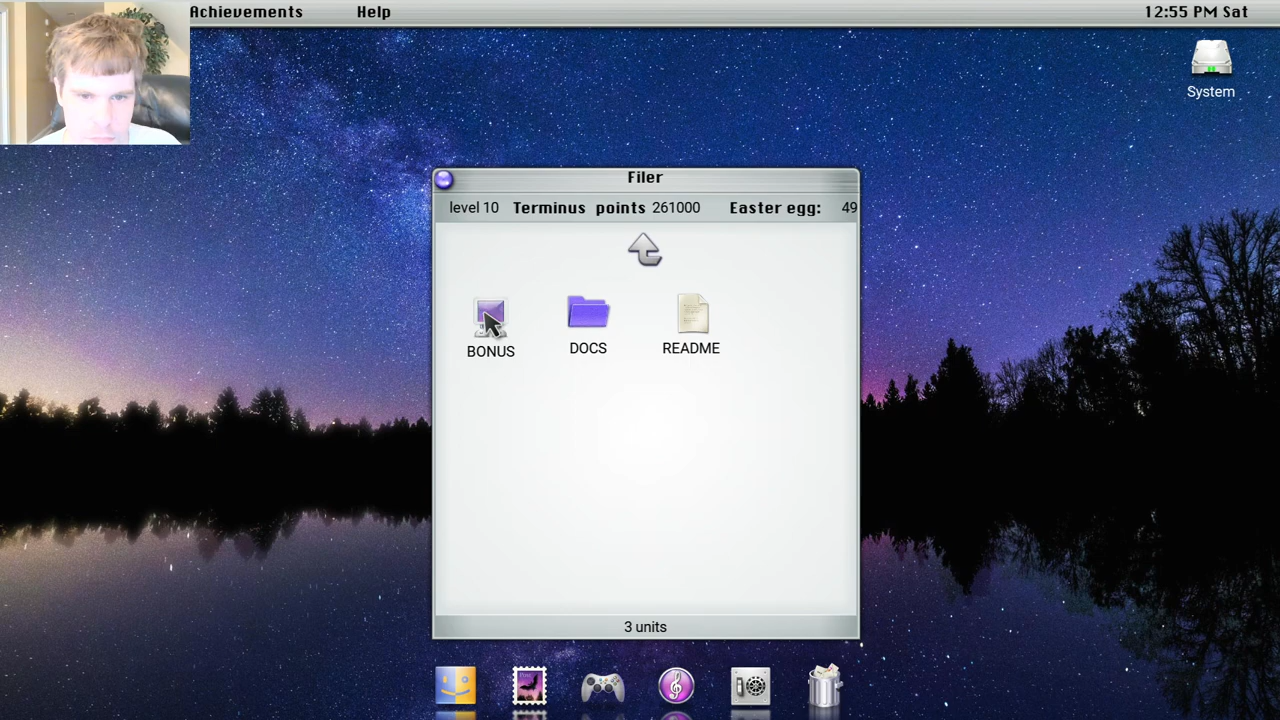 Achievements Help 12:55 PM Sat
System
Filer
level 10 Terminus points 261000 Easter egg: 49
BONUS DOCS README
3 units